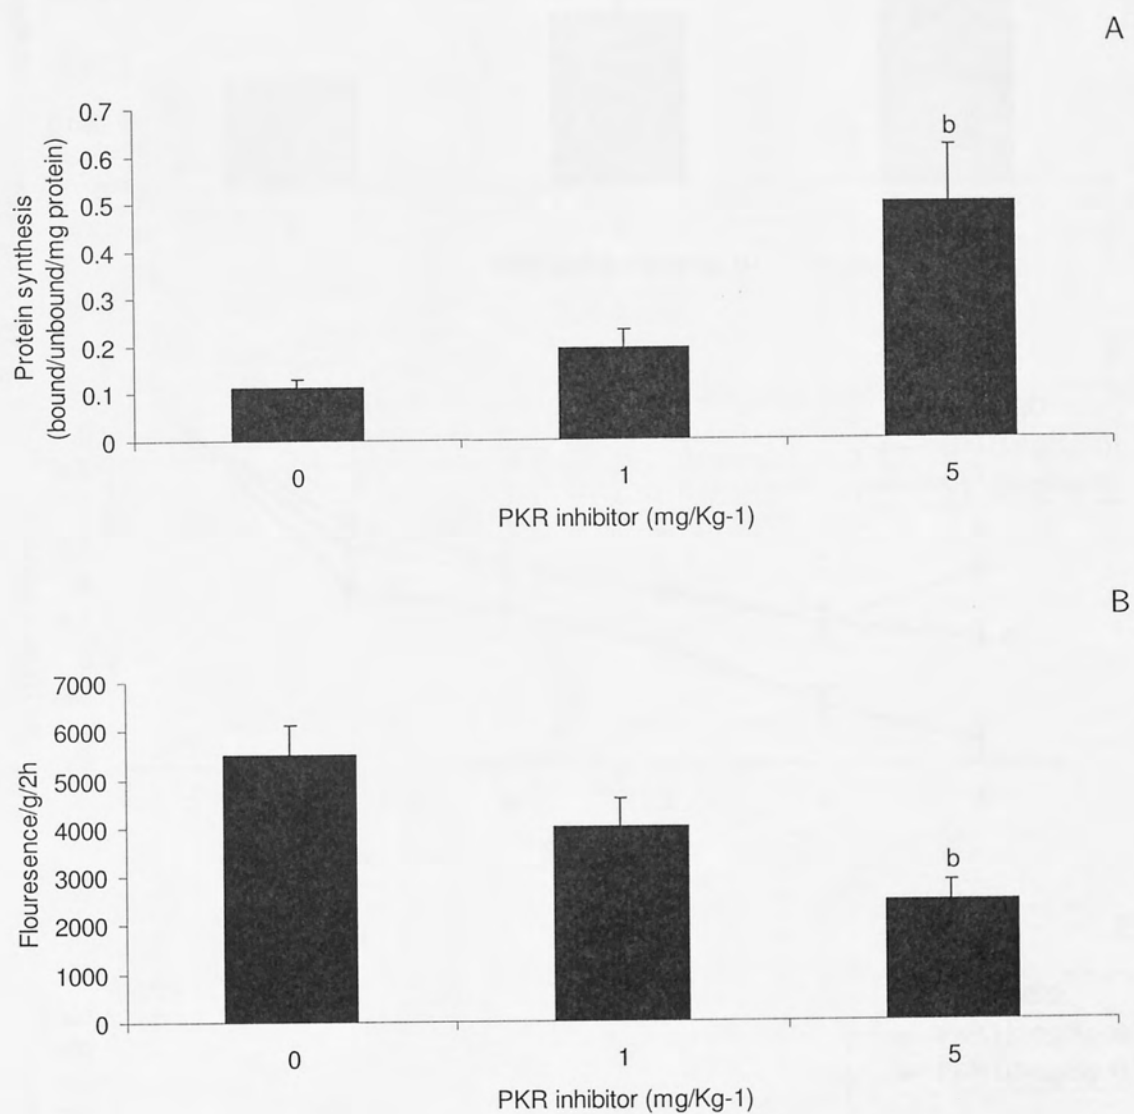 A
0.7
0.6
0.5
0.4
0.3
0.2
0.1
0
Protein synthesis
(bound/unbound/mg protein)
b
0 1 5
PKR inhibitor (mg/Kg-1)
B
7000
6000
5000
4000
3000
2000
1000
0
Flouresence/g/2h
b
0 1 5
PKR inhibitor (mg/Kg-1)